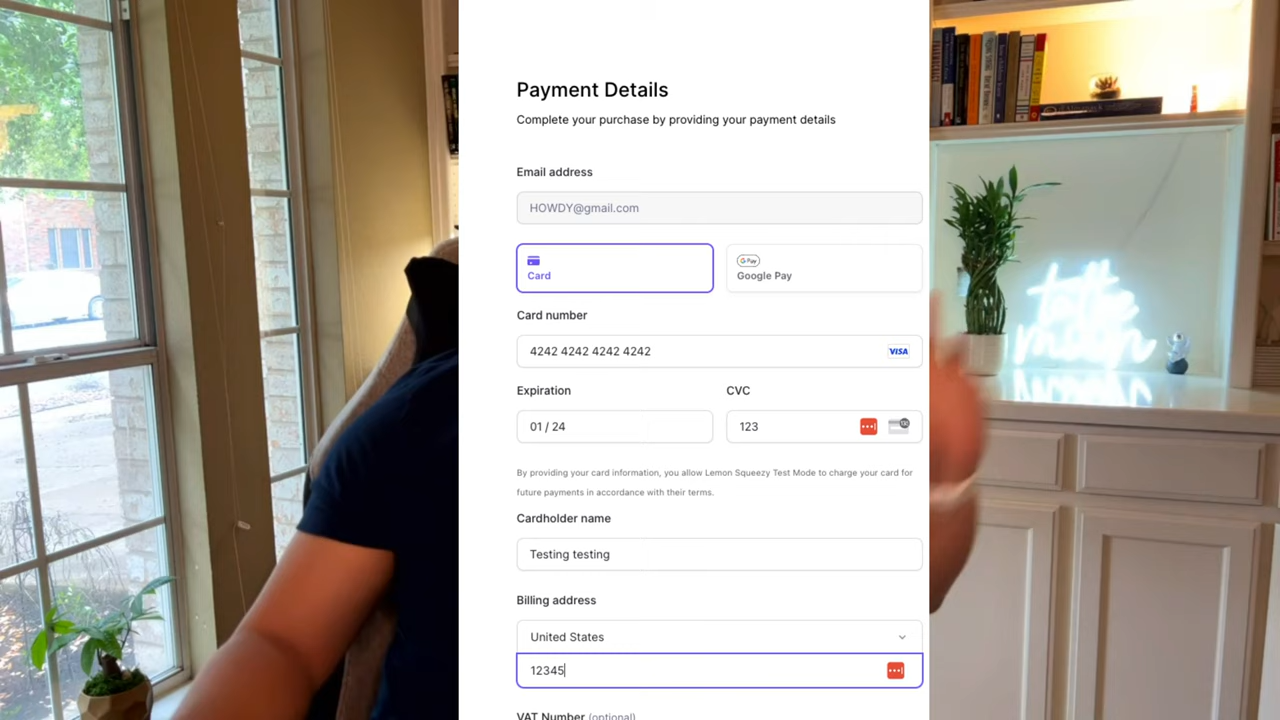 Payment Details
Complete your purchase by providing your payment details
Email address
HOWDY@gmail.com
Card
G Pay
Google Pay
Card number
4242 4242 4242 4242
VISA
Expiration
CVC
01 / 24
123
By providing your card information, you allow Lemon Squeezy Test Mode to charge your card for
future payments in accordance with their terms.
Cardholder name
Testing testing
Billing address
United States
12345
VAT Number (optional)